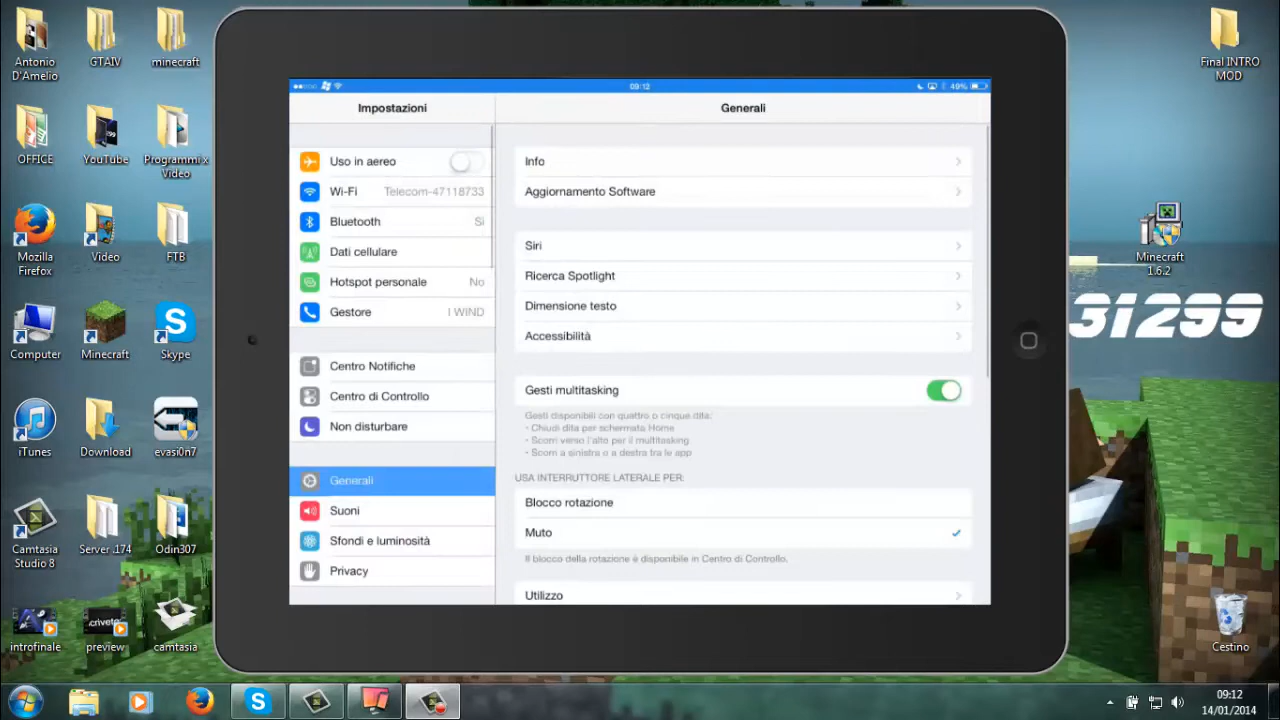 Antonio
D'Amelio
GTAIV
minecraft
OFFICE
YouTube
Programmi x
Video
Mozilla
Firefox
Video
FTB
Computer
Minecraft
Skype
iTunes
Download
evasi0n7
Camtasia
Studio 8
Server .174
Odin307
introfinale
preview
camtasia
09:12
49%
Impostazioni
Uso in aereo
Wi-Fi
Telecom-47118733
Bluetooth
Sì
Dati cellulare
Hotspot personale
No
Gestore
I WIND
Centro Notifiche
Centro di Controllo
Non disturbare
Generali
Suoni
Sfondi e luminosità
Privacy
Generali
Info
Aggiornamento Software
Siri
Ricerca Spotlight
Dimensione testo
Accessibilità
Gesti multitasking
Gesti disponibili con quattro o cinque dita:
• Chiudi dita per schermata Home
• Scorri verso l'alto per il multitasking
• Scorri a sinistra o a destra tra le app
USA INTERRUTTORE LATERALE PER:
Blocco rotazione
Muto
Il blocco della rotazione è disponibile in Centro di Controllo.
Utilizzo
Final INTRO
MOD
Minecraft
1.6.2
31299
Cestino
09:12
14/01/2014